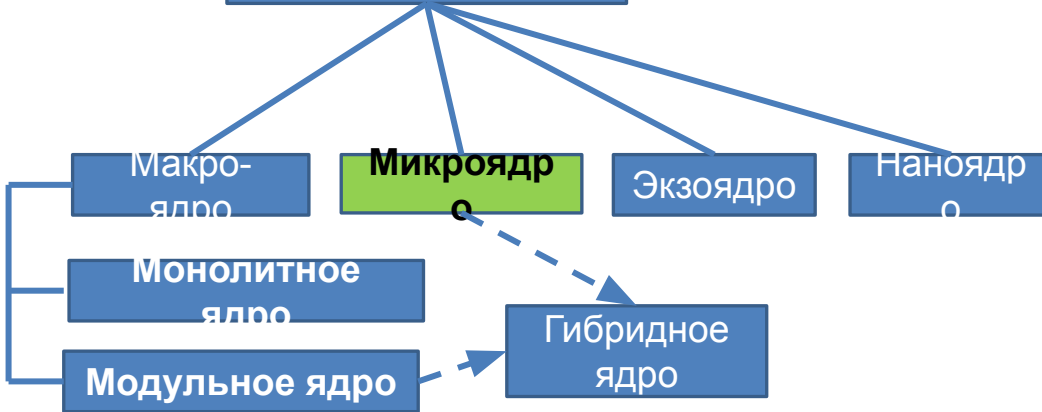 Макро-
ядро
Микроядр
о
Экзоядро
Наноядр
о
Монолитное
ядро
Гибридное
ядро
Модульное ядро